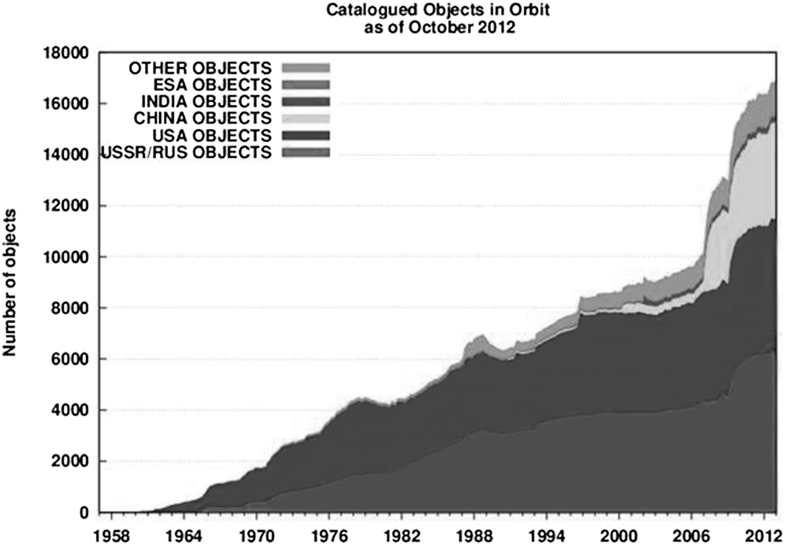 Catalogued Objects in Orbit
as of October 2012
Number of objects
18000
16000
14000
12000
10000
8000
6000
4000
2000
0
OTHER OBJECTS
ESA OBJECTS
INDIA OBJECTS
CHINA OBJECTS
USA OBJECTS
USSR/RUS OBJECTS
1958 1964 1970 1976 1982 1988 1994 2000 2006 2012